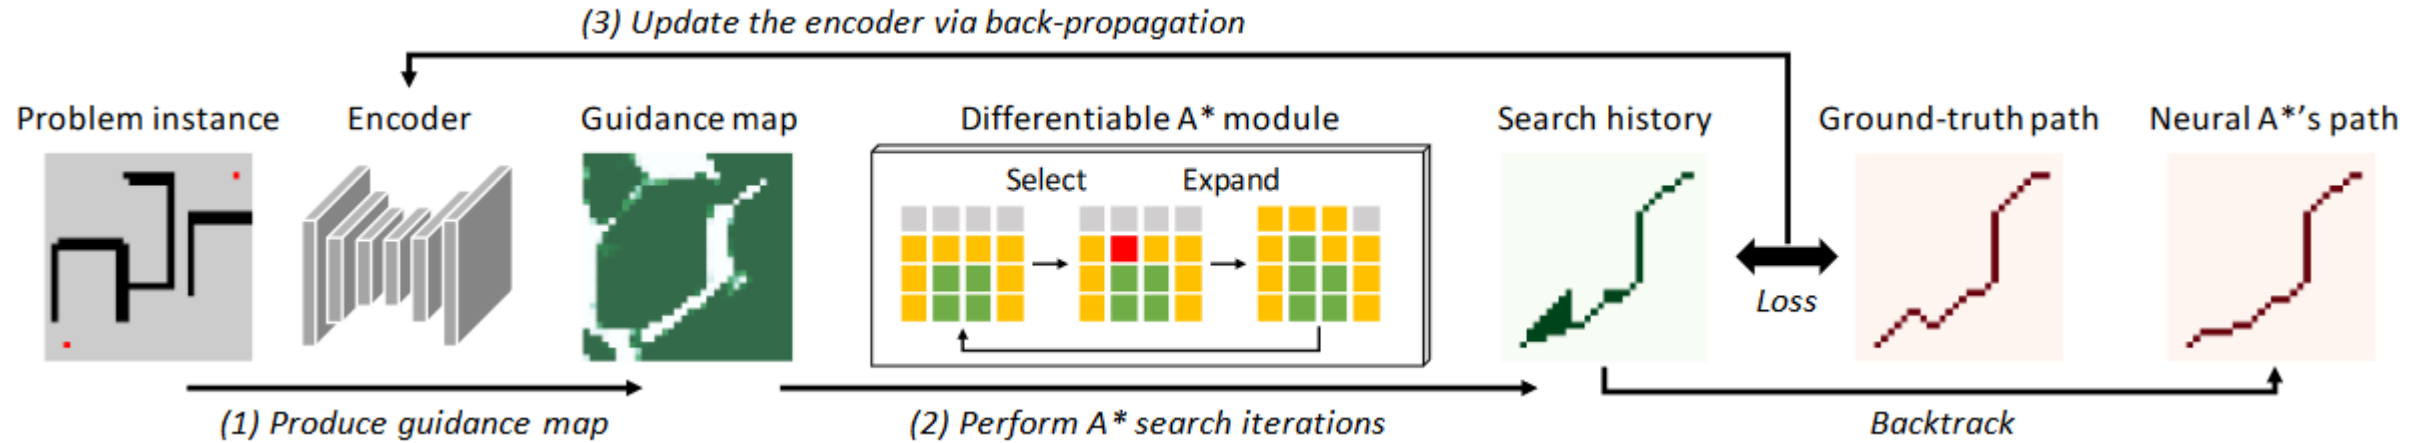 (3) Update the encoder via back-propagation
Problem instance
Encoder
Guidance map
Differentiable A* module
Search history
Ground-truth path
Neural A*'s path
Select
Expand
Loss
(1) Produce guidance map
(2) Perform A* search iterations
Backtrack